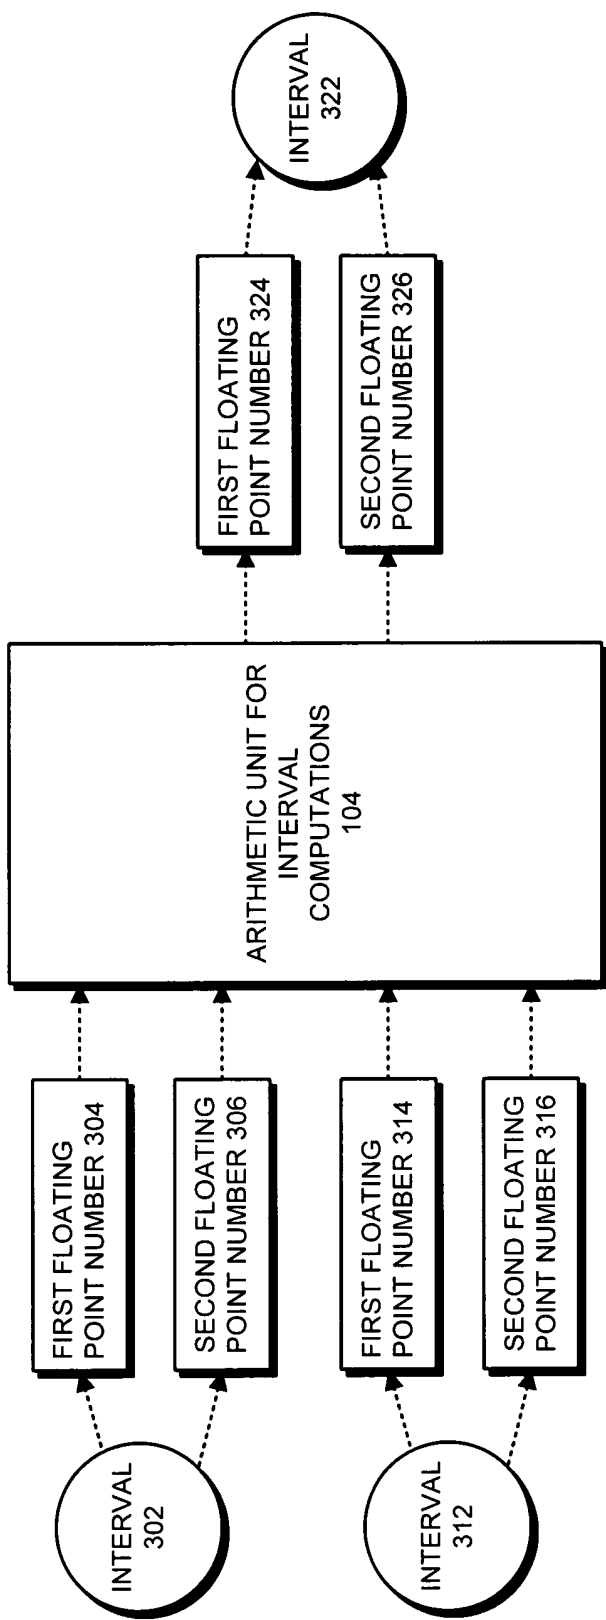 INTERVAL
302
INTERVAL
312
FIRST FLOATING
POINT NUMBER 304
SECOND FLOATING
POINT NUMBER 306
FIRST FLOATING
POINT NUMBER 314
SECOND FLOATING
POINT NUMBER 316
ARITHMETIC UNIT FOR
INTERVAL
COMPUTATIONS
104
FIRST FLOATING
POINT NUMBER 324
SECOND FLOATING
POINT NUMBER 326
INTERVAL
322